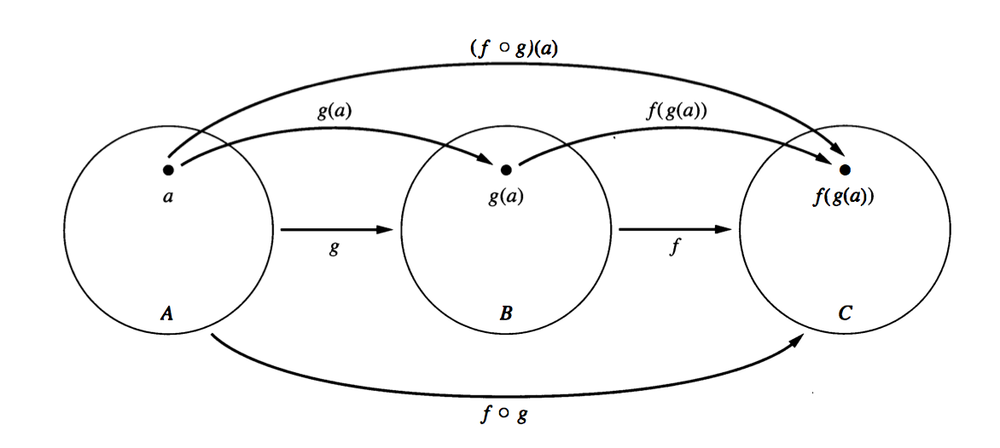 (f ∘ g)(a)
g(a)
f(g(a))
a
g(a)
f(g(a))
g
f
A
B
C
f ∘ g